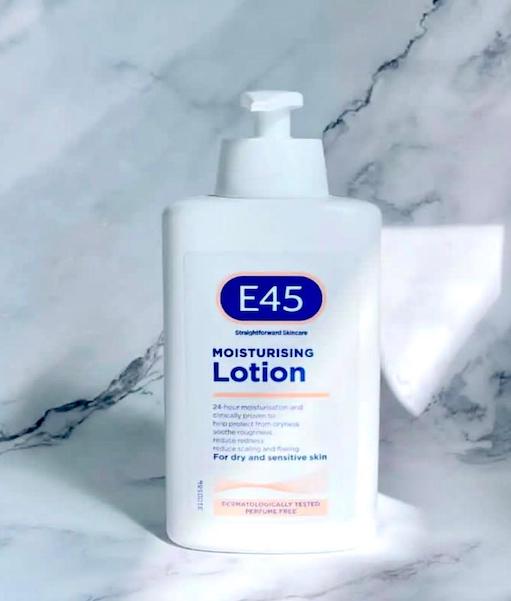 E45
Straightforward Skincare
MOISTURISING
Lotion
24-hour moisturisation and
clinically proven to:
help protect from dryness
soothe roughness
reduce redness
reduce scaling and flaking
For dry and sensitive skin
DERMATOLOGICALLY TESTED
PERFUME FREE